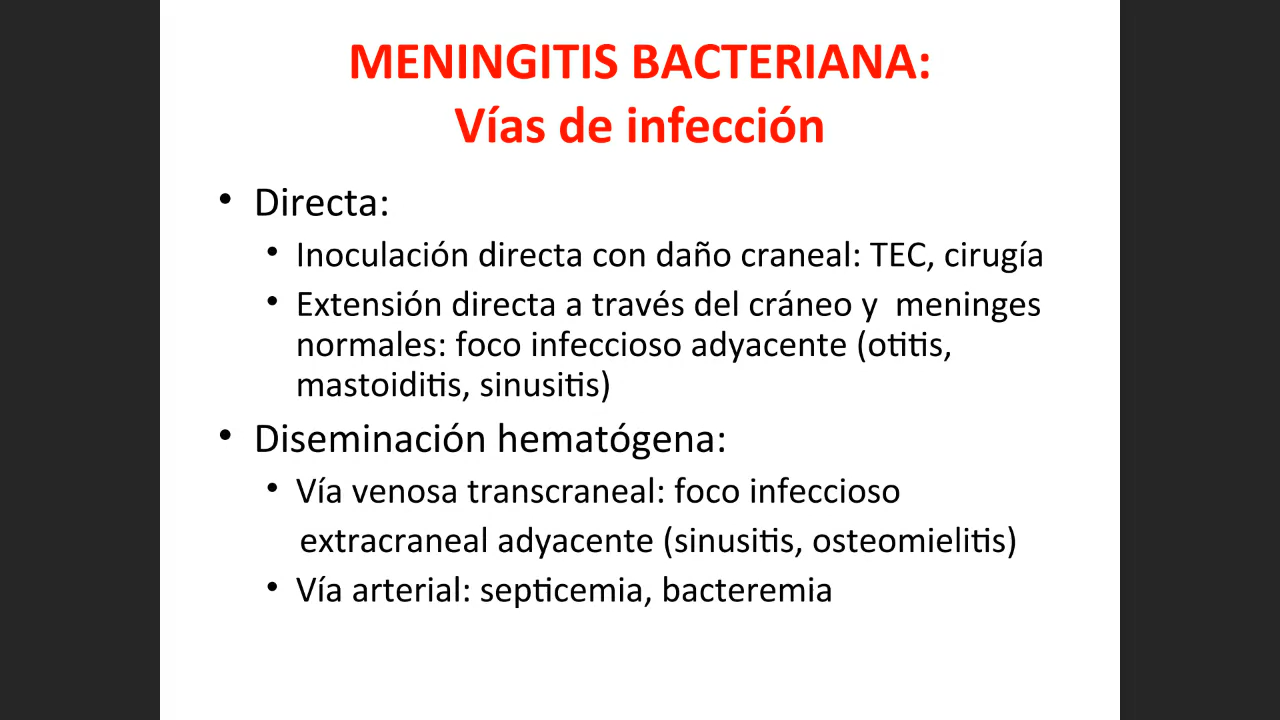 MENINGITIS BACTERIANA:
Vías de infección
• Directa:
• Inoculación directa con daño craneal: TEC, cirugía
• Extensión directa a través del cráneo y  meninges
normales: foco infeccioso adyacente (otitis,
mastoiditis, sinusitis)
• Diseminación hematógena:
• Vía venosa transcraneal: foco infeccioso
extracraneal adyacente (sinusitis, osteomielitis)
• Vía arterial: septicemia, bacteremia